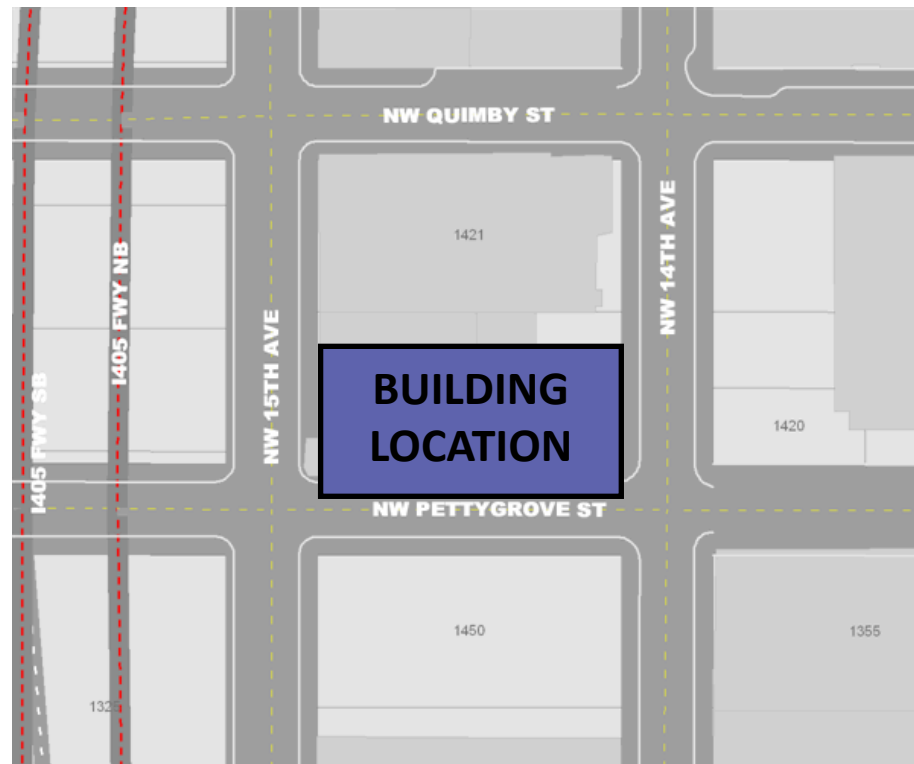 NW QUIMBY ST
1421
NW 14TH AVE
I405 FWY NB
NW 15TH AVE
I405 FWY SB
BUILDING
LOCATION
1420
NW PETTYGROVE ST
1450
1355
1326